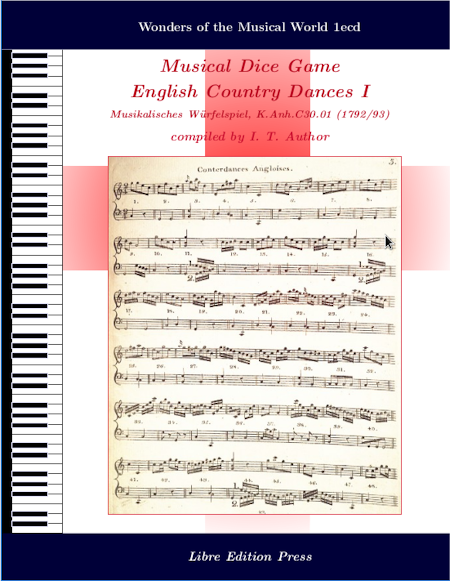 Wonders of the Musical World 1ecd
Musical Dice Game
English Country Dances I
Musikalisches Würfelspiel, K.Anh.C30.01 (1792/93)
compiled by I. T. Author
5.
Conterdances Angloises.
1. 2. 3. 4. 5. 6. 7. 8.
9. 10. 11. 12. 13. 14. 15. 16.
17. 18. 19. 20. 21. 22. 23. 24.
25. 26. 27. 28. 29. 30. 31. 32.
33. 34. 35. 36. 37. 38. 39. 40.
41. 42. 43. 44. 45. 46. 47. 48.
Libre Edition Press